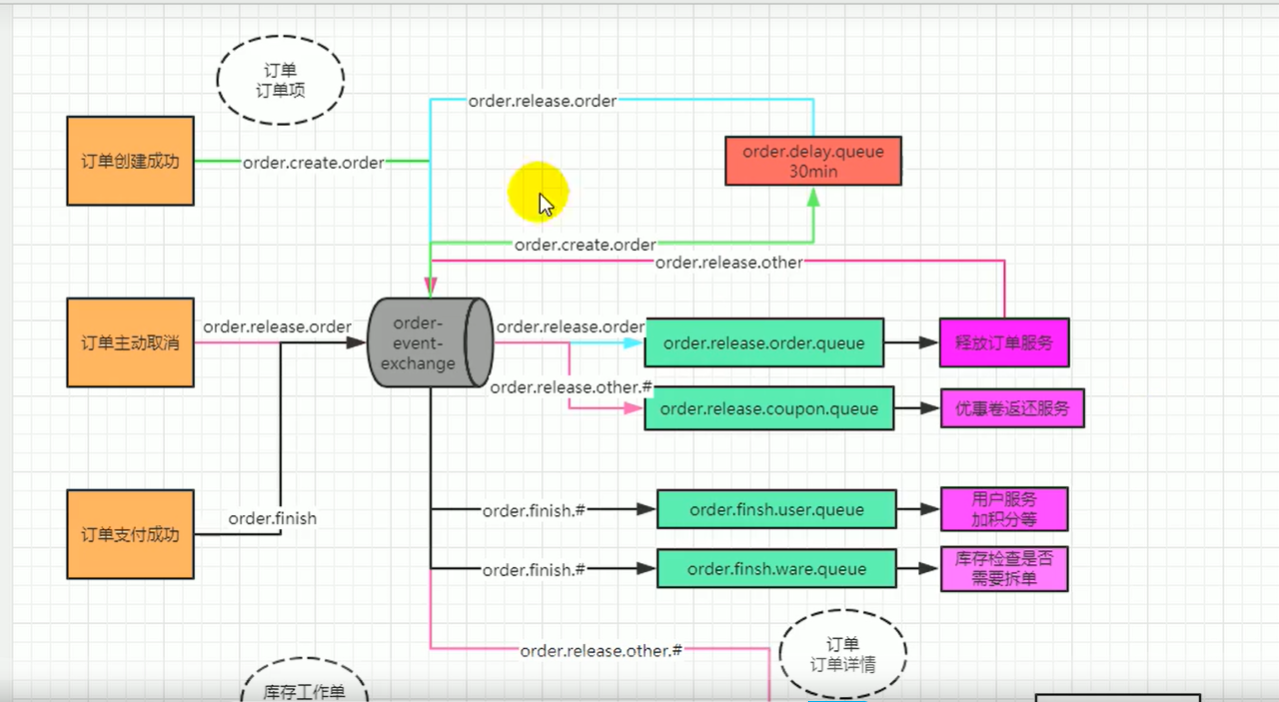 订单
订单项
order.release.order
订单创建成功
order.create.order
order.delay.queue
30min
order.create.order
order.release.other
订单主动取消
order.release.order
order-
event-
exchange
order.release.order
order.release.order.queue
释放订单服务
order.release.other.#
order.release.coupon.queue
优惠卷返还服务
订单支付成功
order.finish
order.finish.#
order.finsh.user.queue
用户服务
加积分等
order.finish.#
order.finsh.ware.queue
库存检查是否
需要拆单
order.release.other.#
订单
订单详情
库存工作单